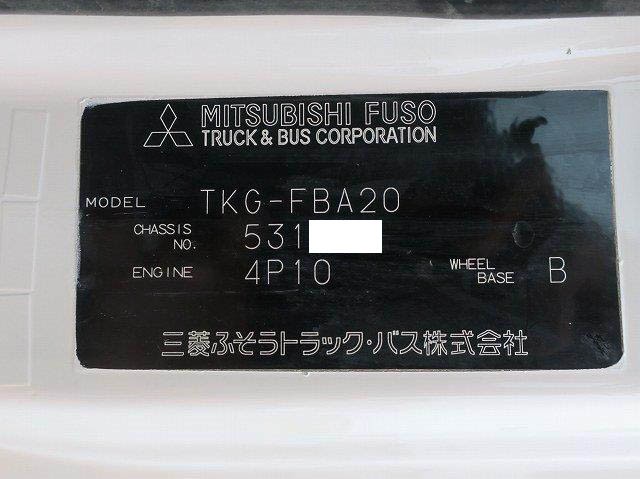 MITSUBISHI FUSO
TRUCK & BUS CORPORATION
MODEL TKG-FBA20
CHASSIS NO. 531
ENGINE 4P10 WHEEL BASE B
三菱ふそうトラック・バス株式会社